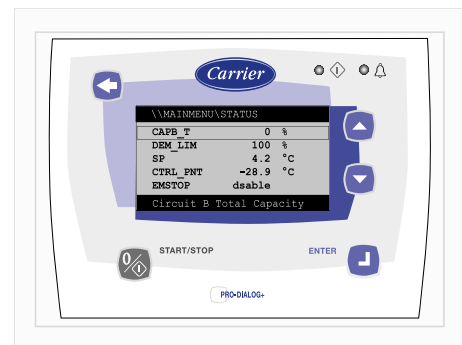 Carrier
\\MAINMENU\STATUS
CAPB_T 0 %
DEM_LIM 100 %
SP 4.2 °C
CTRL_PNT -28.9 °C
EMSTOP dsable
Circuit B Total Capacity
START/STOP
ENTER
PRO•DIALOG+